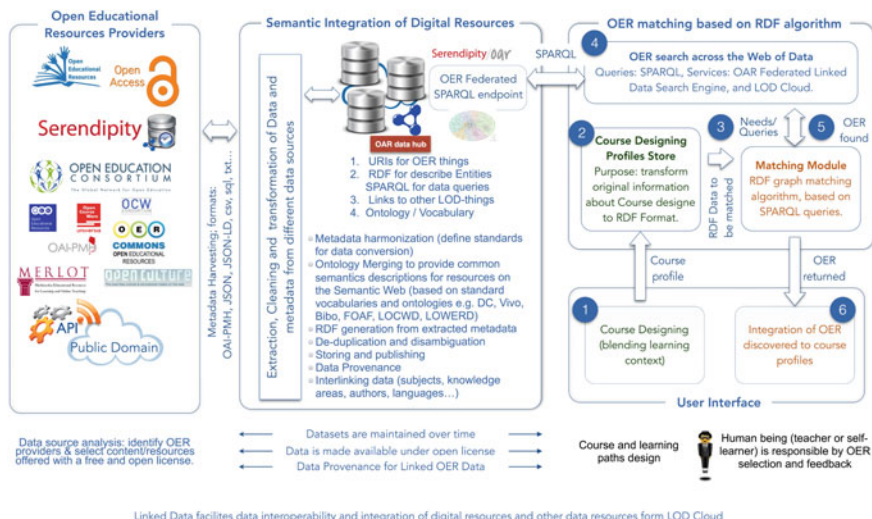 Open Educational
Resources Providers
Open
Educational
Resources
Open
Access
Serendipity
OPEN EDUCATION
CONSORTIUM
The Global Network for Open Education
OCW
OER
COMMONS
OPEN EDUCATIONAL
RESOURCES
OAI-PMH
MERLOT
openculture
API
Public Domain
Data source analysis: identify OER
providers & select content/resources
offered with a free and open license.
Metadata Harvesting; formats:
OAI-PMH, JSON, JSON-LD, csv, sql, txt...
Semantic Integration of Digital Resources
Extraction, Cleaning and transformation of Data and
metadata from different data sources
Serendipity oar
OER Federated
SPARQL endpoint
OAR data hub
1. URIs for OER things
2. RDF for describe Entities
SPARQL for data queries
3. Links to other LOD-things
4. Ontology / Vocabulary
Metadata harmonization (define standards
for data conversion)
Ontology Merging to provide common
semantics descriptions for resources on
the Semantic Web (based on standard
vocabularies and ontologies e.g. DC, Vivo,
Bibo, FOAF, LOCWD, LOWERD)
RDF generation from extracted metadata
De-duplication and disambiguation
Storing and publishing
Data Provenance
Interlinking data (subjects, knowledge
areas, authors, languages...)
Datasets are maintained over time
Data is made available under open license
Data Provenance for Linked OER Data
SPARQL
OER matching based on RDF algorithm
4
OER search across the Web of Data
Queries: SPARQL, Services: OAR Federated Linked
Data Search Engine, and LOD Cloud.
2
Course Designing
Profiles Store
Purpose: transform
original information
about Course designe
to RDF Format.
3
Needs/
Queries
RDF Data to
be matched
5
OER
found
Matching Module
RDF graph matching
algorithm, based on
SPARQL queries.
Course
profile
OER
returned
1
Course Designing
(blending learning
context)
6
Integration of OER
discovered to course
profiles
User Interface
Course and learning
paths design
Human being (teacher or self-
learner) is responsible by OER
selection and feedback
Linked Data facilites data interoperability and integration of digital resources and other data resources form LOD Cloud